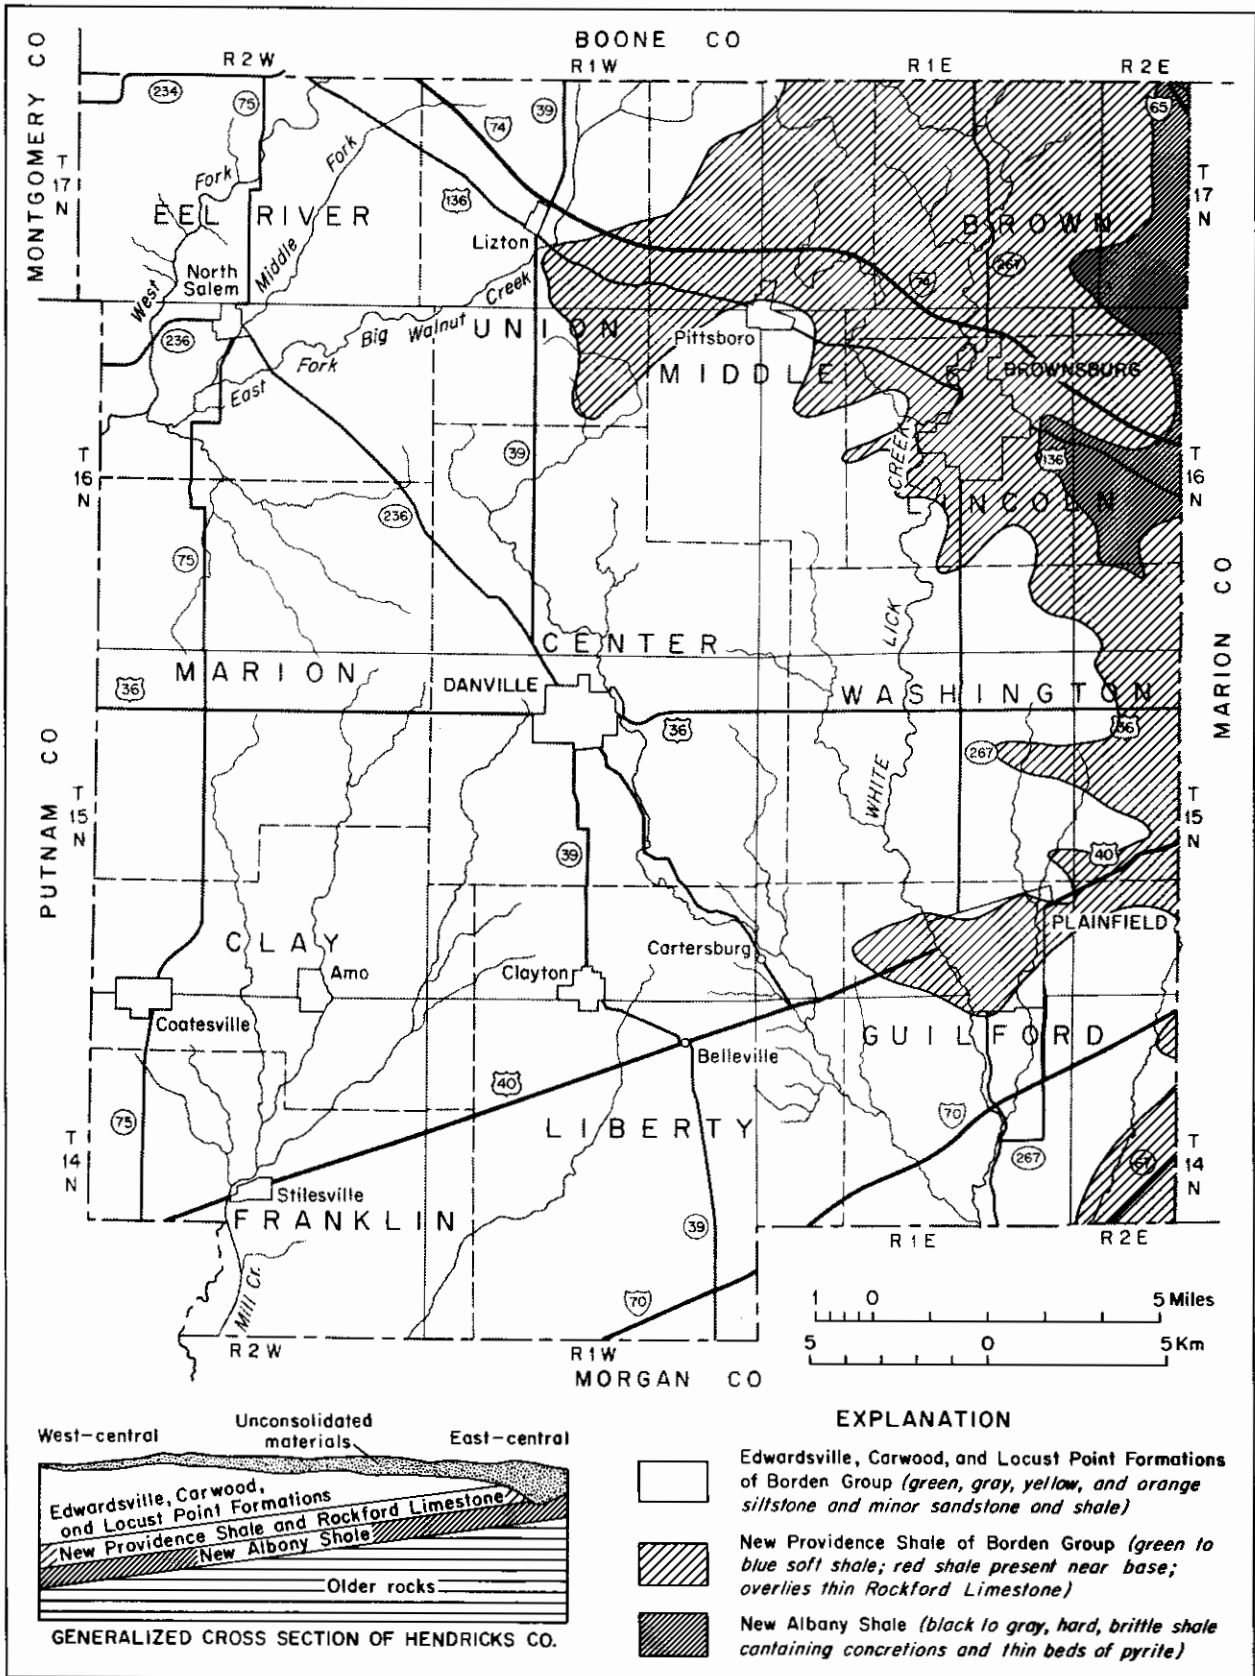 BOONE CO
R 2 W
R 1 W
R 1 E
R 2 E
MONTGOMERY CO
234
75
74
39
65
T
17
N
T
17
N
Fork
Fork
136
EEL RIVER
BROWN
Lizton
267
North
Salem
Middle
West
74
Creek
236
Big Walnut
UNION
Pittsboro
Fork
MIDDLE
BROWNSBURG
East
39
CREEK
136
T
16
N
T
16
N
236
LINCOLN
75
MARION CO
LICK
CENTER
MARION
36
DANVILLE
WASHINGTON
36
36
267
PUTNAM CO
WHITE
T
15
N
T
15
N
39
40
PLAINFIELD
CLAY
Amo
Clayton
Cartersburg
Coatesville
GUILFORD
Belleville
40
75
LIBERTY
70
267
67
T
14
N
T
14
N
Stilesville
FRANKLIN
39
R 1 E
R 2 E
Mill Cr.
70
1 0 5 Miles
5 0 5 Km
R 2 W
R 1 W
MORGAN CO
West-central
Unconsolidated
materials
East-central
Edwardsville, Carwood,
and Locust Point Formations
New Providence Shale and Rockford Limestone
New Albany Shale
Older rocks
GENERALIZED CROSS SECTION OF HENDRICKS CO.
EXPLANATION
Edwardsville, Carwood, and Locust Point Formations
of Borden Group (green, gray, yellow, and orange
siltstone and minor sandstone and shale)
New Providence Shale of Borden Group (green to
blue soft shale; red shale present near base;
overlies thin Rockford Limestone)
New Albany Shale (black to gray, hard, brittle shale
containing concretions and thin beds of pyrite)